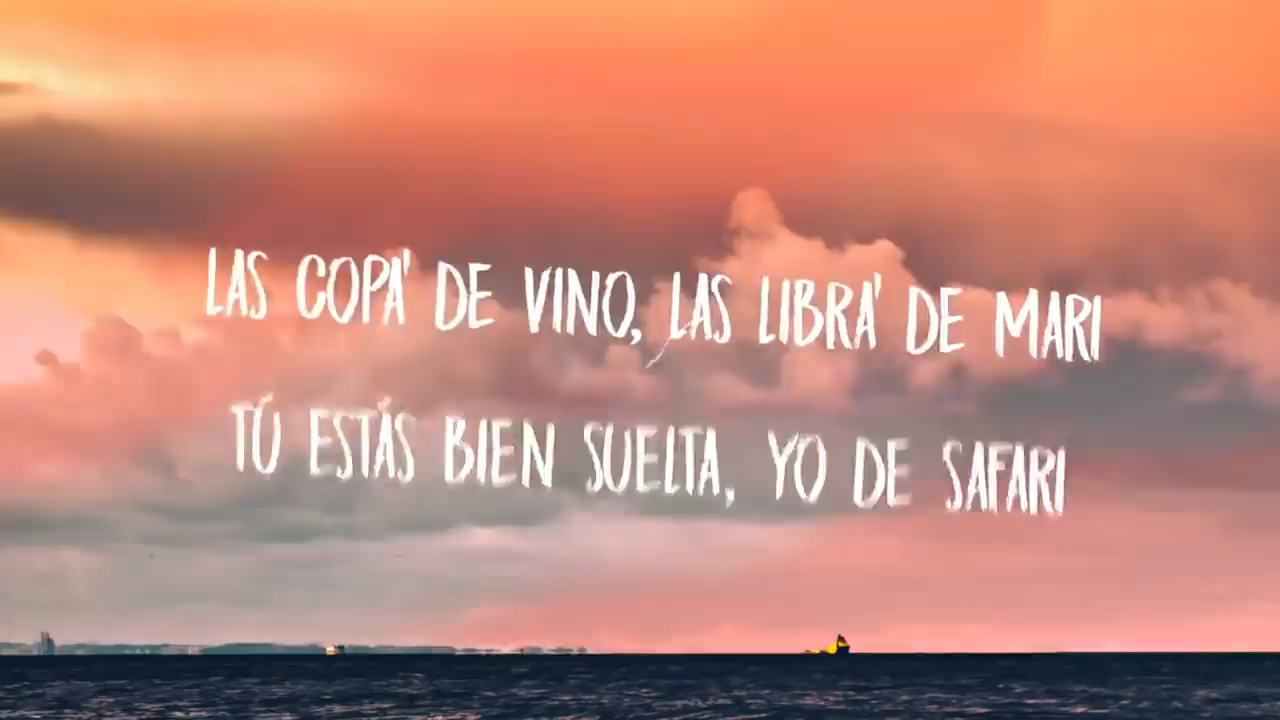 LAS COPA' DE VINO, LAS LIBRA' DE MARI
TÚ ESTÁS BIEN SUELTA, YO DE SAFARI